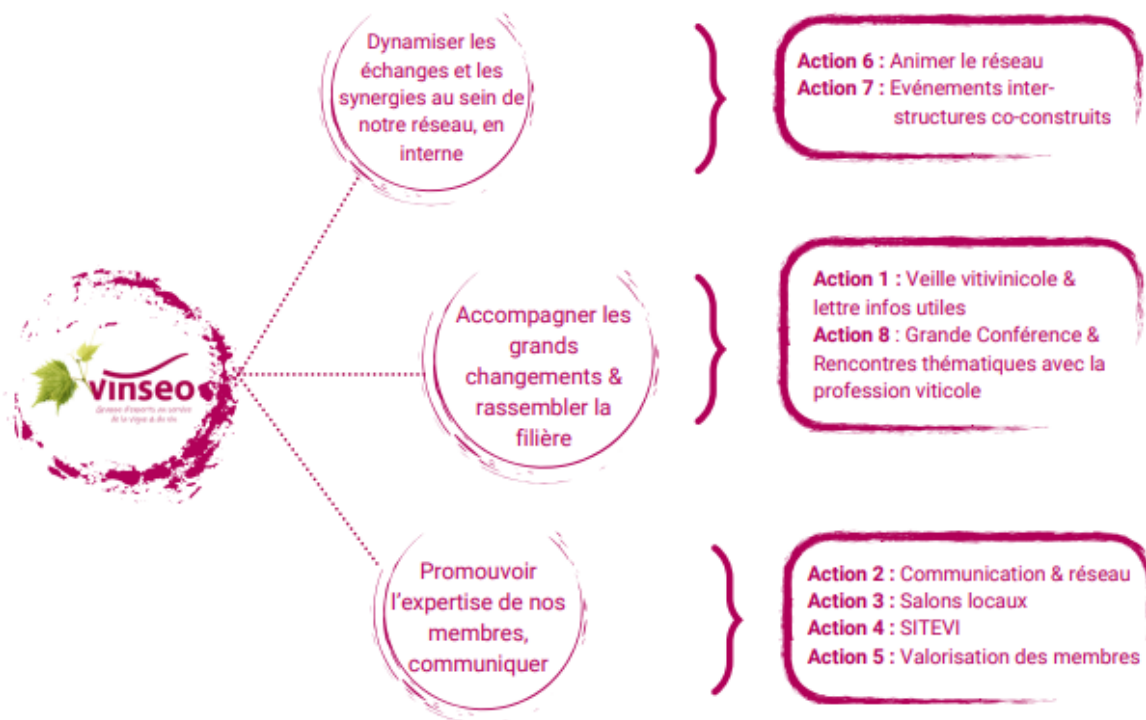 Dynamiser les
échanges et les
synergies au sein de
notre réseau, en
interne
Action 6 : Animer le réseau
Action 7 : Evénements inter-
structures co-construits
vinseo
Accompagner les
grands
changements &
rassembler la
filière
Action 1 : Veille vitivinicole &
lettre infos utiles
Action 8 : Grande Conférence &
Rencontres thématiques avec la
profession viticole
Promouvoir
l'expertise de nos
membres,
communiquer
Action 2 : Communication & réseau
Action 3 : Salons locaux
Action 4 : SITEVI
Action 5 : Valorisation des membres